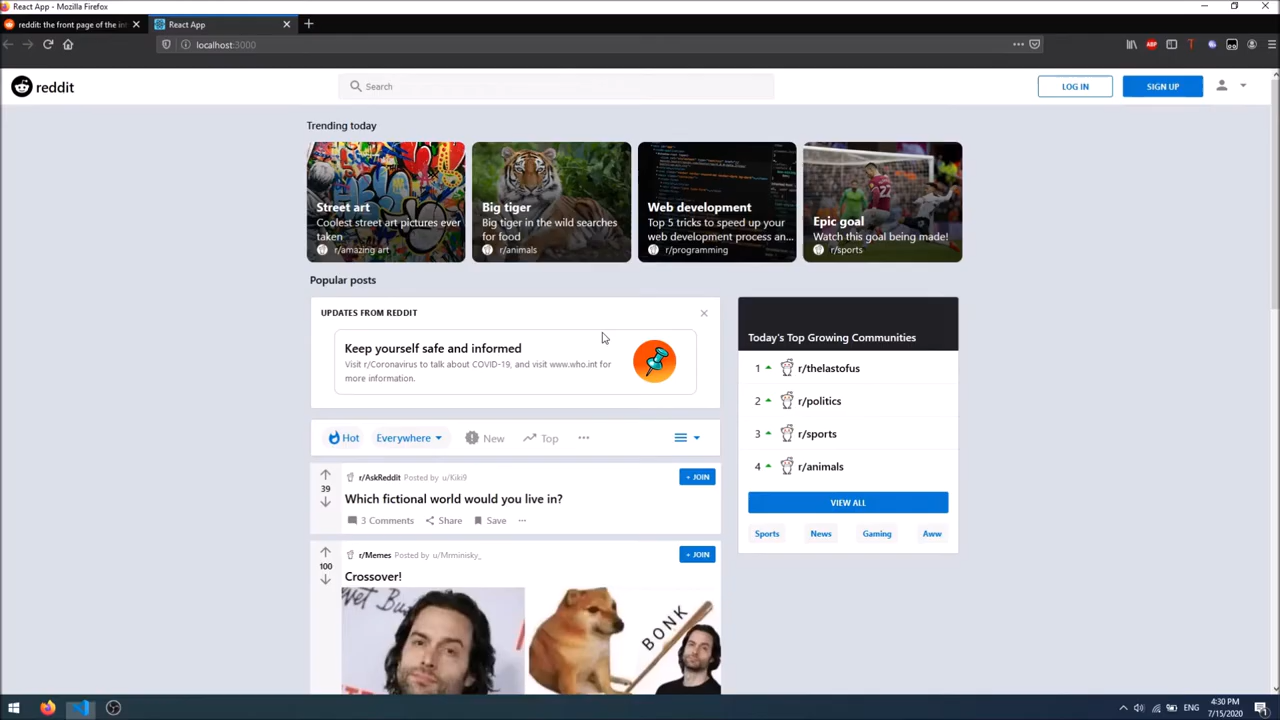 React App - Mozilla Firefox
reddit: the front page of the in
React App
localhost:3000
ABP
T
reddit
Search
LOG IN
SIGN UP
Trending today
Street art
Coolest street art pictures ever
taken
r/amazing art
Big tiger
Big tiger in the wild searches
for food
r/animals
Web development
Top 5 tricks to speed up your
web development process an...
r/programming
22
Epic goal
Watch this goal being made!
r/sports
Popular posts
UPDATES FROM REDDIT
Keep yourself safe and informed
Visit r/Coronavirus to talk about COVID-19, and visit www.who.int for
more information.
Hot
Everywhere
New
Top
39
r/AskReddit Posted by u/Kiki9
+ JOIN
Which fictional world would you live in?
3 Comments
Share
Save
100
r/Memes Posted by u/Mrminisky_
+ JOIN
Crossover!
BONK
Today's Top Growing Communities
1 r/thelastofus
2 r/politics
3 r/sports
4 r/animals
VIEW ALL
Sports
News
Gaming
Aww
ENG
4:30 PM
7/15/2020